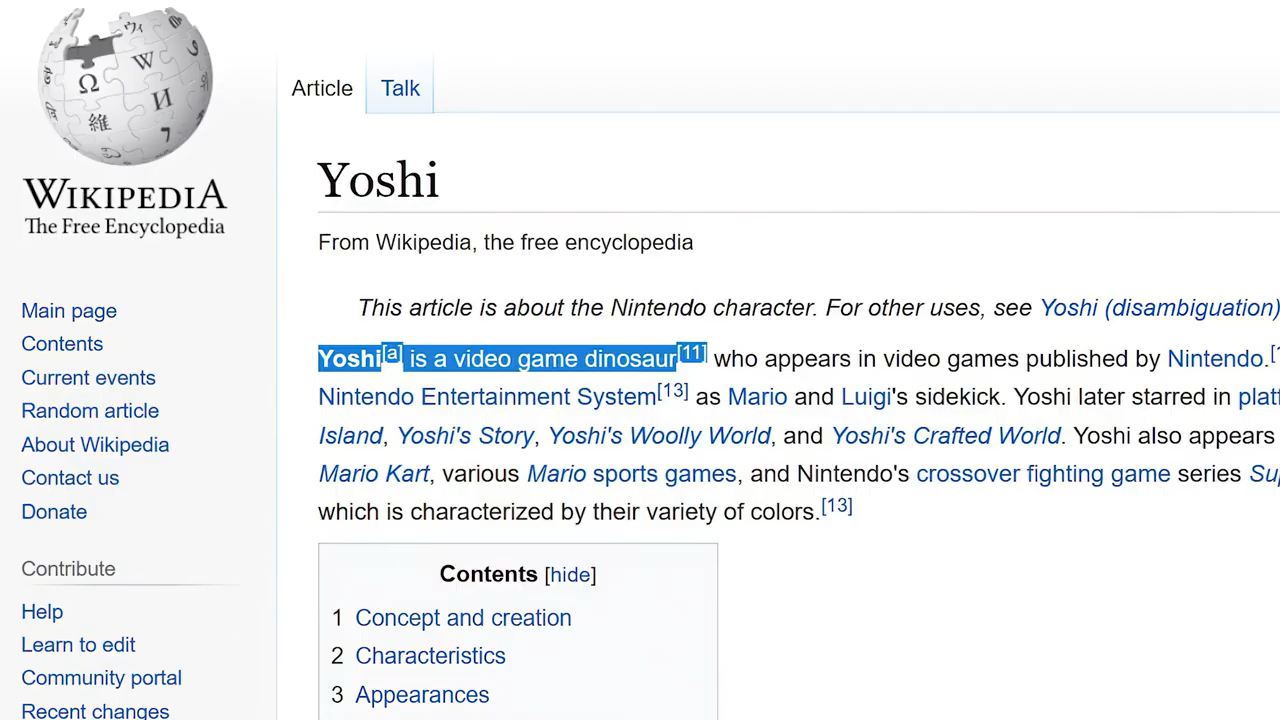 Ω
W
И
維
WIKIPEDIA
The Free Encyclopedia
Main page
Contents
Current events
Random article
About Wikipedia
Contact us
Donate
Contribute
Help
Learn to edit
Community portal
Recent changes
Article Talk
Yoshi
From Wikipedia, the free encyclopedia
This article is about the Nintendo character. For other uses, see Yoshi (disambiguation)
Yoshi[a] is a video game dinosaur[11] who appears in video games published by Nintendo.
Nintendo Entertainment System[13] as Mario and Luigi's sidekick. Yoshi later starred in
Island, Yoshi's Story, Yoshi's Woolly World, and Yoshi's Crafted World. Yoshi also appears
Mario Kart, various Mario sports games, and Nintendo's crossover fighting game series
which is characterized by their variety of colors.[13]
Contents [hide]
1 Concept and creation
2 Characteristics
3 Appearances